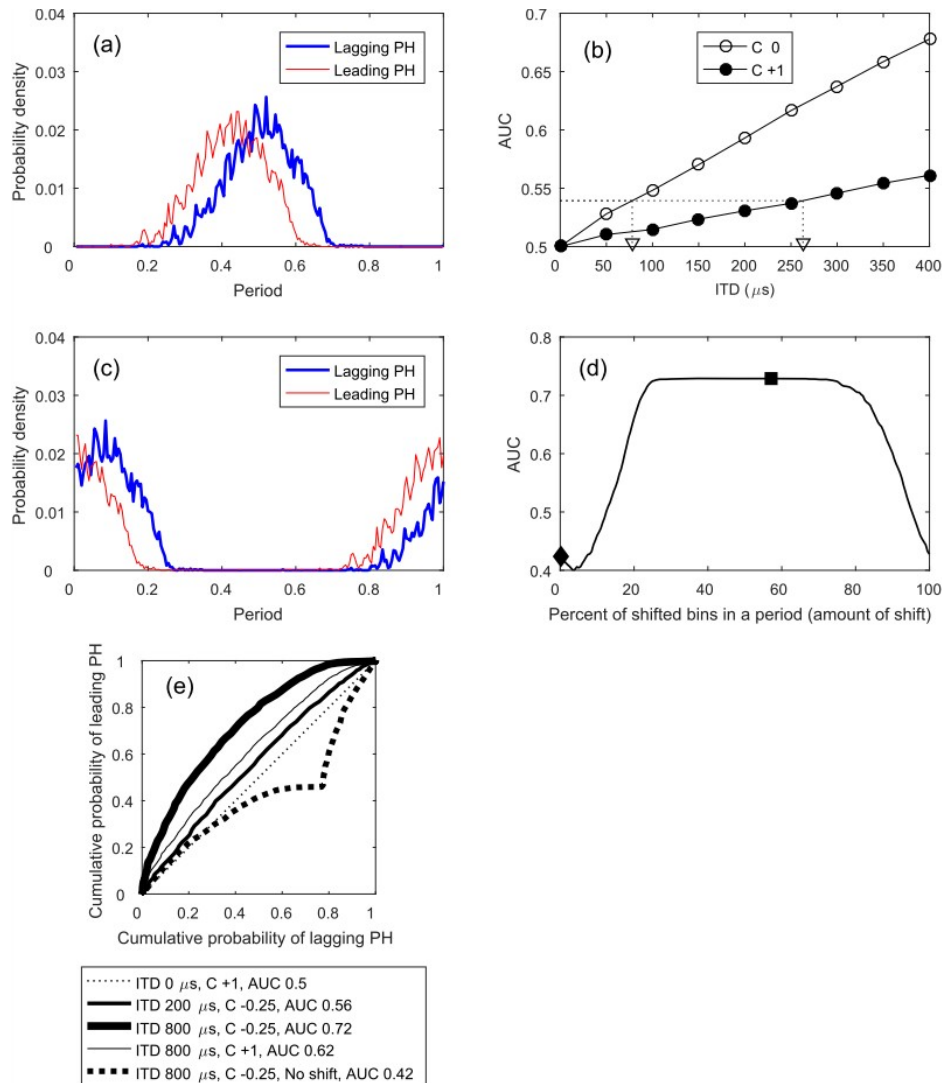 (a)
Lagging PH
Leading PH
Probability density
0.04
0.03
0.02
0.01
0
0 0.2 0.4 0.6 0.8 1
Period
(b)
C 0
C +1
AUC
0.65
0.6
0.55
0.5
0 50 100 150 200 250 300 350 400
ITD (μs)
(c)
Lagging PH
Leading PH
Probability density
0.04
0.03
0.02
0.01
0
0 0.2 0.4 0.6 0.8 1
Period
(d)
AUC
0.8
0.7
0.6
0.5
0.4
0 20 40 60 80 100
Percent of shifted bins in a period (amount of shift)
(e)
Cumulative probability of leading PH
1
0.8
0.6
0.4
0.2
0
0 0.2 0.4 0.6 0.8 1
Cumulative probability of lagging PH
ITD 0 μs, C +1, AUC 0.5
ITD 200 μs, C -0.25, AUC 0.56
ITD 800 μs, C -0.25, AUC 0.72
ITD 800 μs, C +1, AUC 0.62
ITD 800 μs, C -0.25, No shift, AUC 0.42